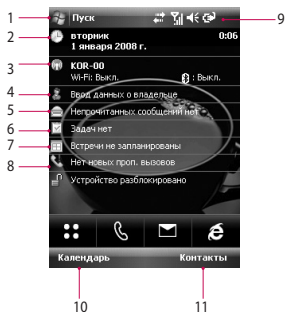 1 Пуск 9
2 вторник 0:06
1 января 2008 г.
3 KOR-00
Wi-Fi: Выкл. : Выкл.
4 Ввод данных о владельце
5 Непрочитанных сообщений нет
6 Задач нет
7 Встречи не запланированы
8 Нет новых проп. вызовов
Устройство разблокировано
Календарь Контакты
10 11